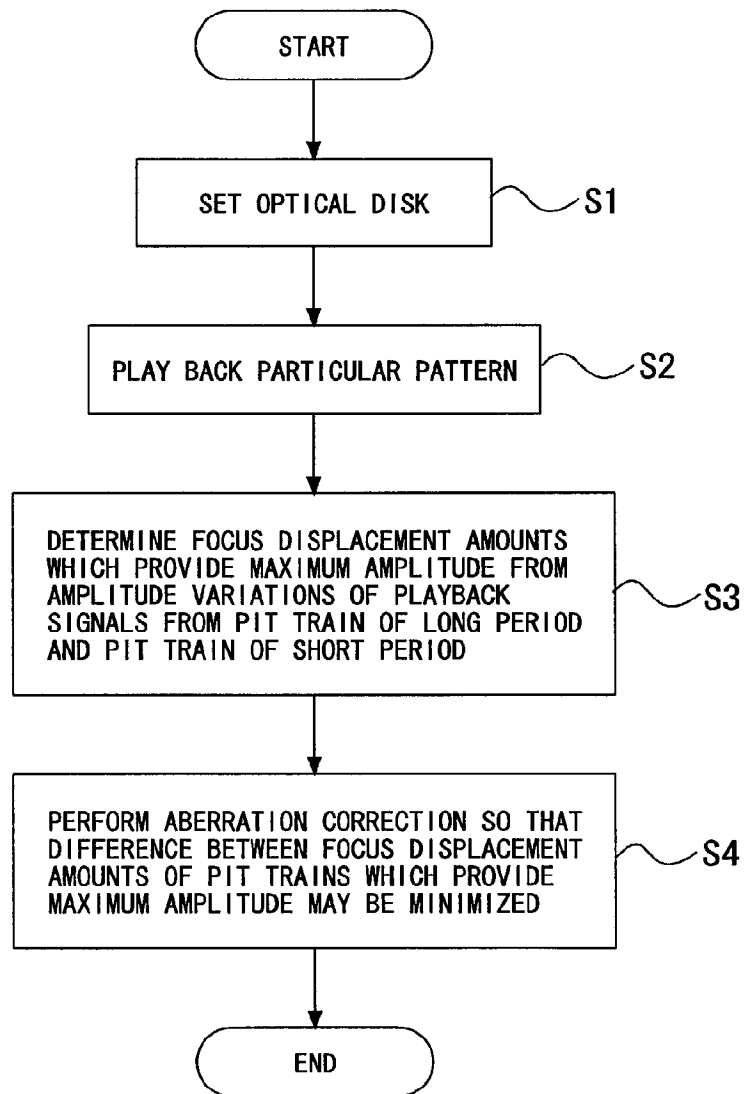 START
SET OPTICAL DISK
S1
PLAY BACK PARTICULAR PATTERN
S2
DETERMINE FOCUS DISPLACEMENT AMOUNTS
WHICH PROVIDE MAXIMUM AMPLITUDE FROM
AMPLITUDE VARIATIONS OF PLAYBACK
SIGNALS FROM PIT TRAIN OF LONG PERIOD
AND PIT TRAIN OF SHORT PERIOD
S3
PERFORM ABERRATION CORRECTION SO THAT
DIFFERENCE BETWEEN FOCUS DISPLACEMENT
AMOUNTS OF PIT TRAINS WHICH PROVIDE
MAXIMUM AMPLITUDE MAY BE MINIMIZED
S4
END